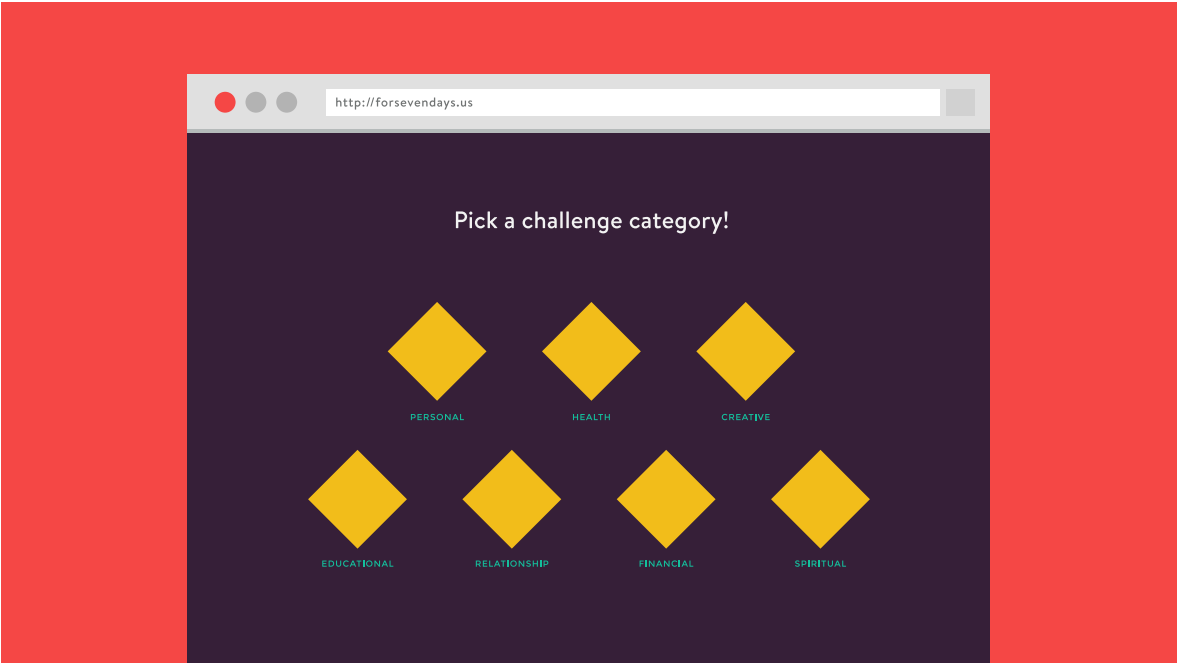 http://forsevendays.us
Pick a challenge category!
PERSONAL HEALTH CREATIVE
EDUCATIONAL RELATIONSHIP FINANCIAL SPIRITUAL